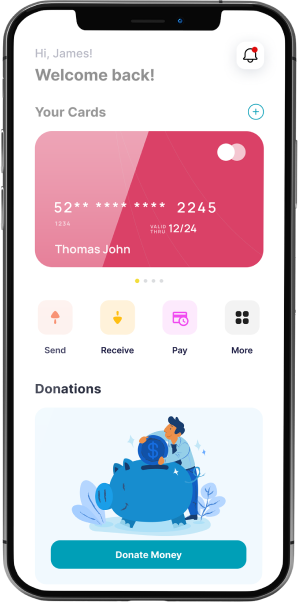 Hi, James!
Welcome back!
Your Cards
52** **** **** 2245
1234
VALID THRU 12/24
Thomas John
Send Receive Pay More
Donations
Donate Money